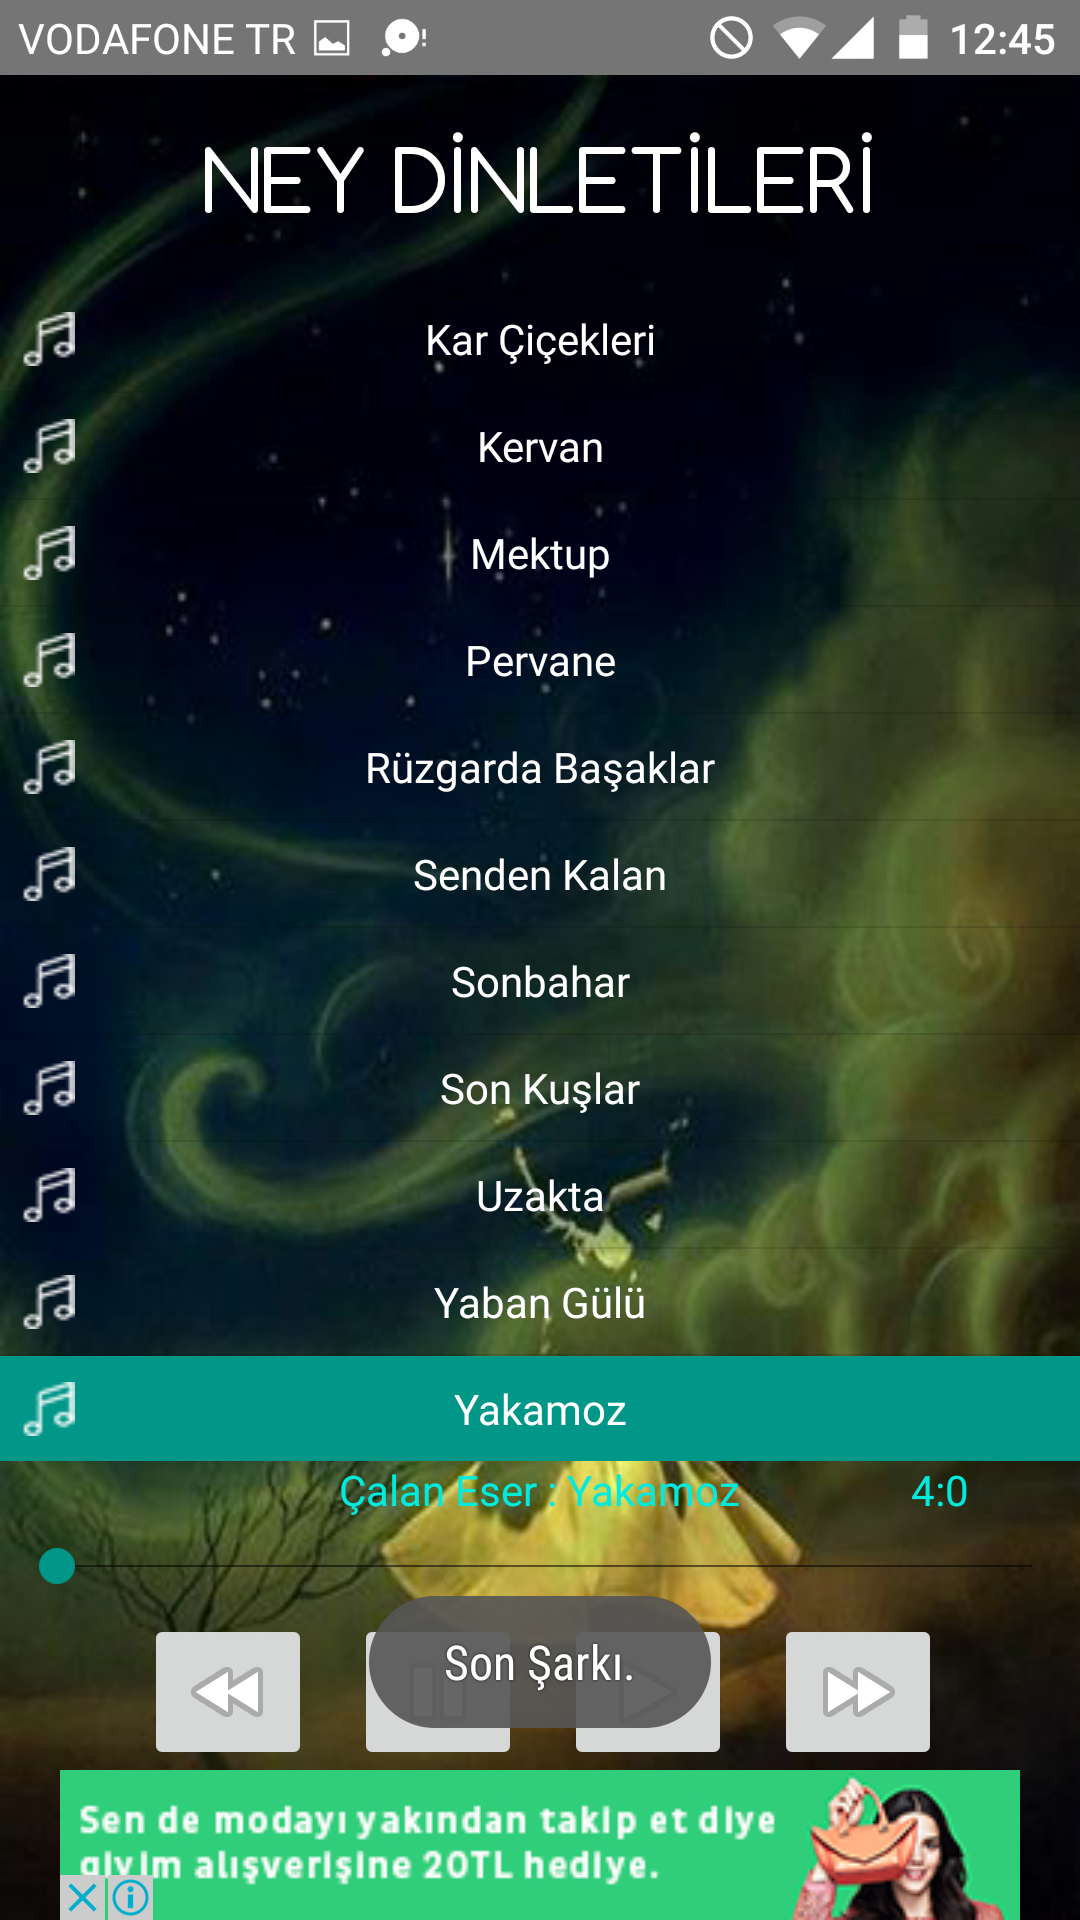 VODAFONE TR 12:45
NEY DİNLETİLERİ
Kar Çiçekleri
Kervan
Mektup
Pervane
Rüzgarda Başaklar
Senden Kalan
Sonbahar
Son Kuşlar
Uzakta
Yaban Gülü
Yakamoz
Çalan Eser : Yakamoz 4:0
Son Şarkı.
Sen de modayı yakından takip et diye
giyim alışverişine 20TL hediye.